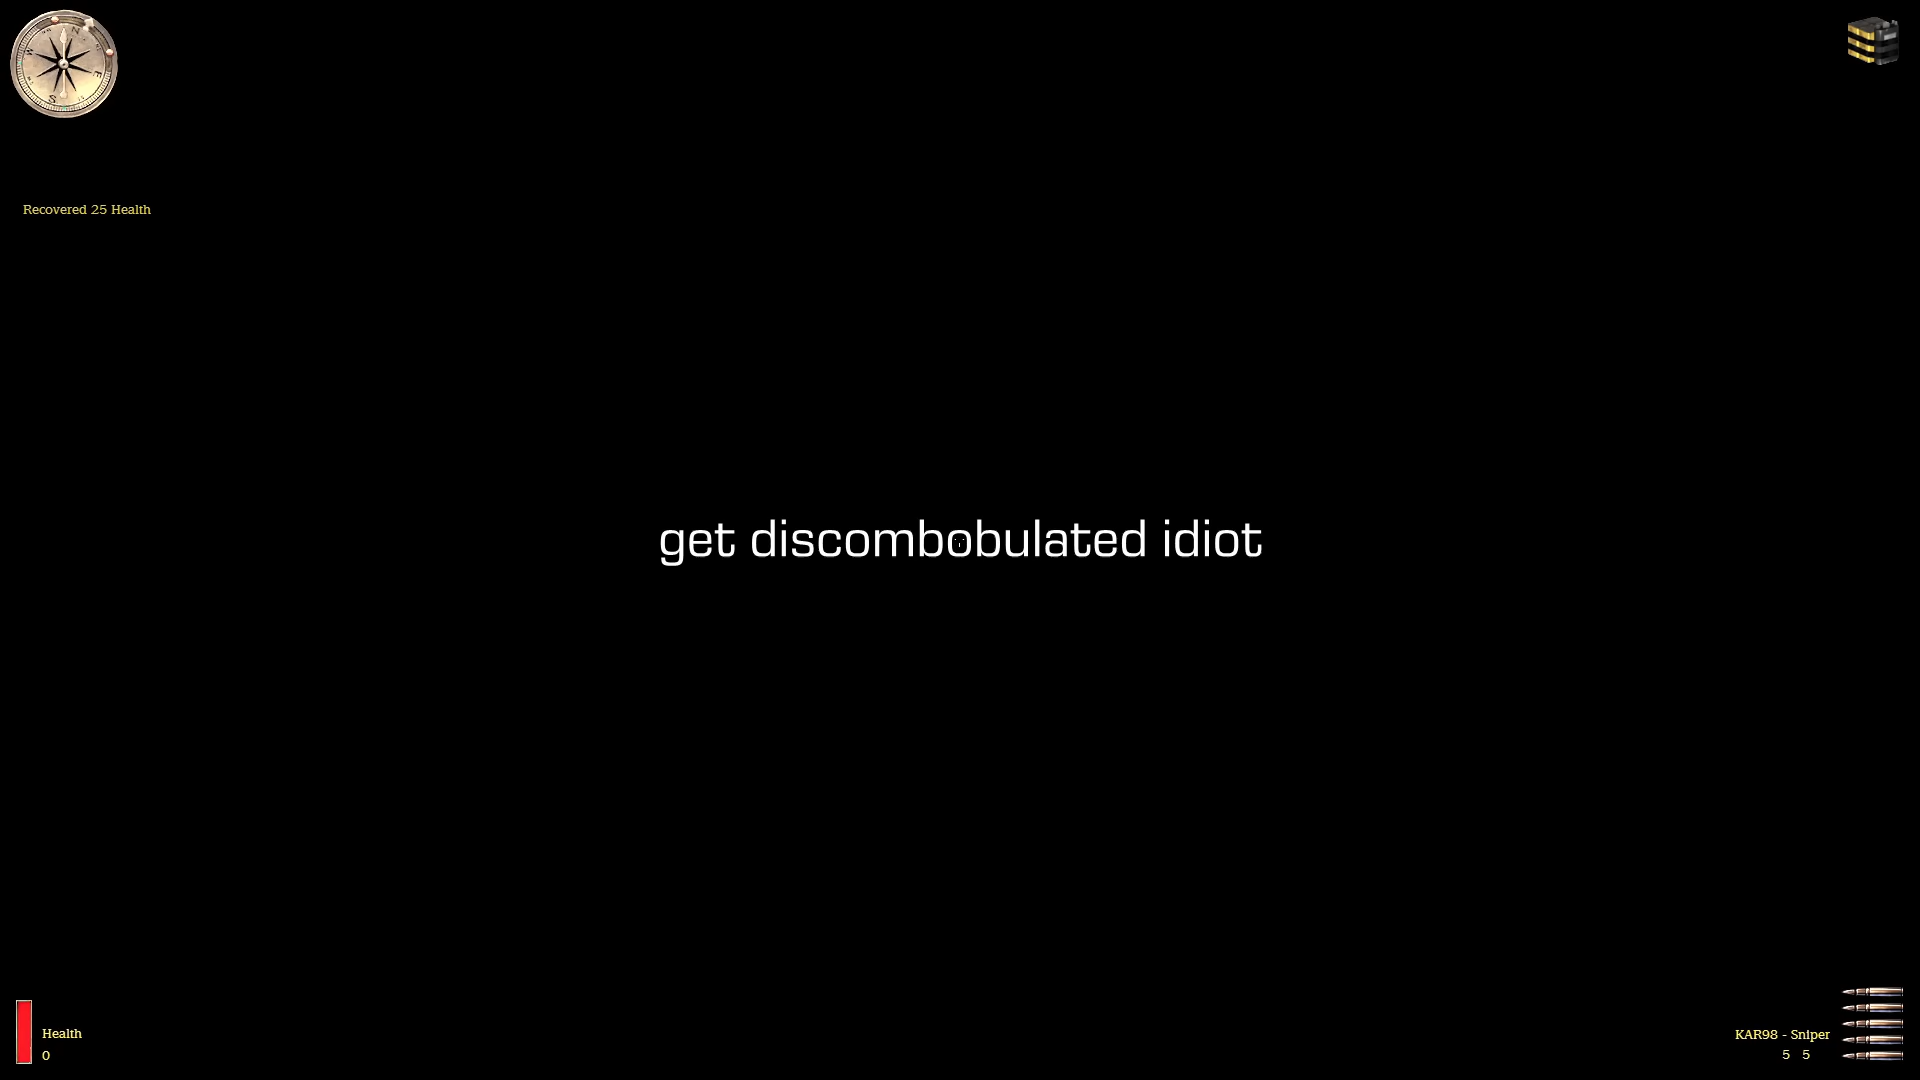 Recovered 25 Health
get discombobulated idiot
Health
0
KAR98 - Sniper
5 5